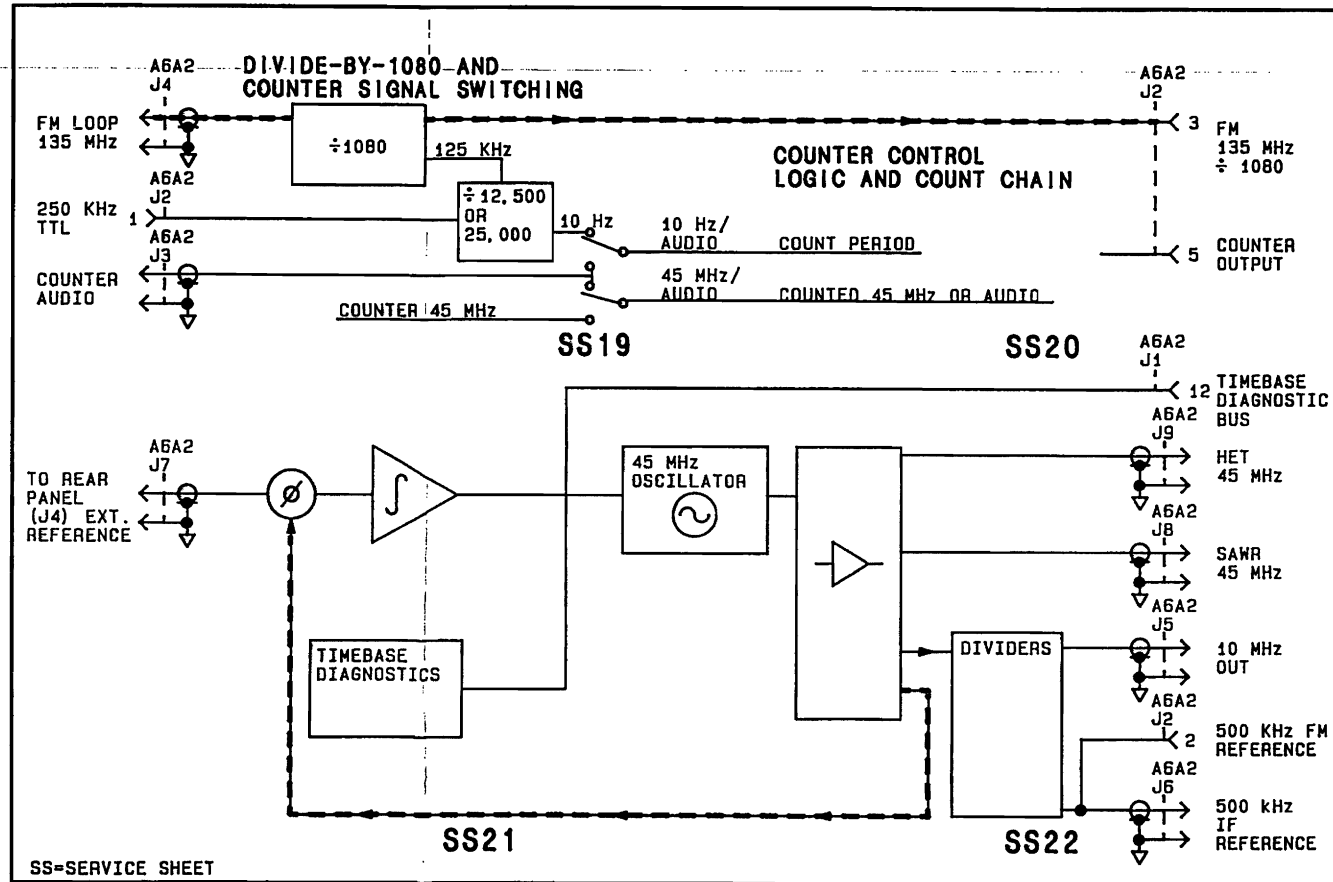 DIVIDE-BY-1080 AND
COUNTER SIGNAL SWITCHING
A6A2
J4
FM LOOP
135 MHz
÷1080
125 KHz
A6A2
J2
3
FM
135 MHz
÷ 1080
COUNTER CONTROL
LOGIC AND COUNT CHAIN
A6A2
J2
250 KHz
TTL
1
÷ 12,500
OR
25,000
10 Hz
10 Hz/
AUDIO
COUNT PERIOD
5
COUNTER
OUTPUT
A6A2
J3
COUNTER
AUDIO
45 MHz/
AUDIO
COUNTED 45 MHz OR AUDIO
COUNTER 45 MHz
SS19
SS20
A6A2
J1
12
TIMEBASE
DIAGNOSTIC
BUS
A6A2
J7
TO REAR
PANEL
(J4) EXT.
REFERENCE
ø
∫
45 MHz
OSCILLATOR
A6A2
J9
HET
45 MHz
A6A2
J8
SAWR
45 MHz
TIMEBASE
DIAGNOSTICS
DIVIDERS
A6A2
J5
10 MHz
OUT
A6A2
J2
2
500 KHz FM
REFERENCE
A6A2
J6
500 kHz
IF
REFERENCE
SS21
SS22
SS=SERVICE SHEET